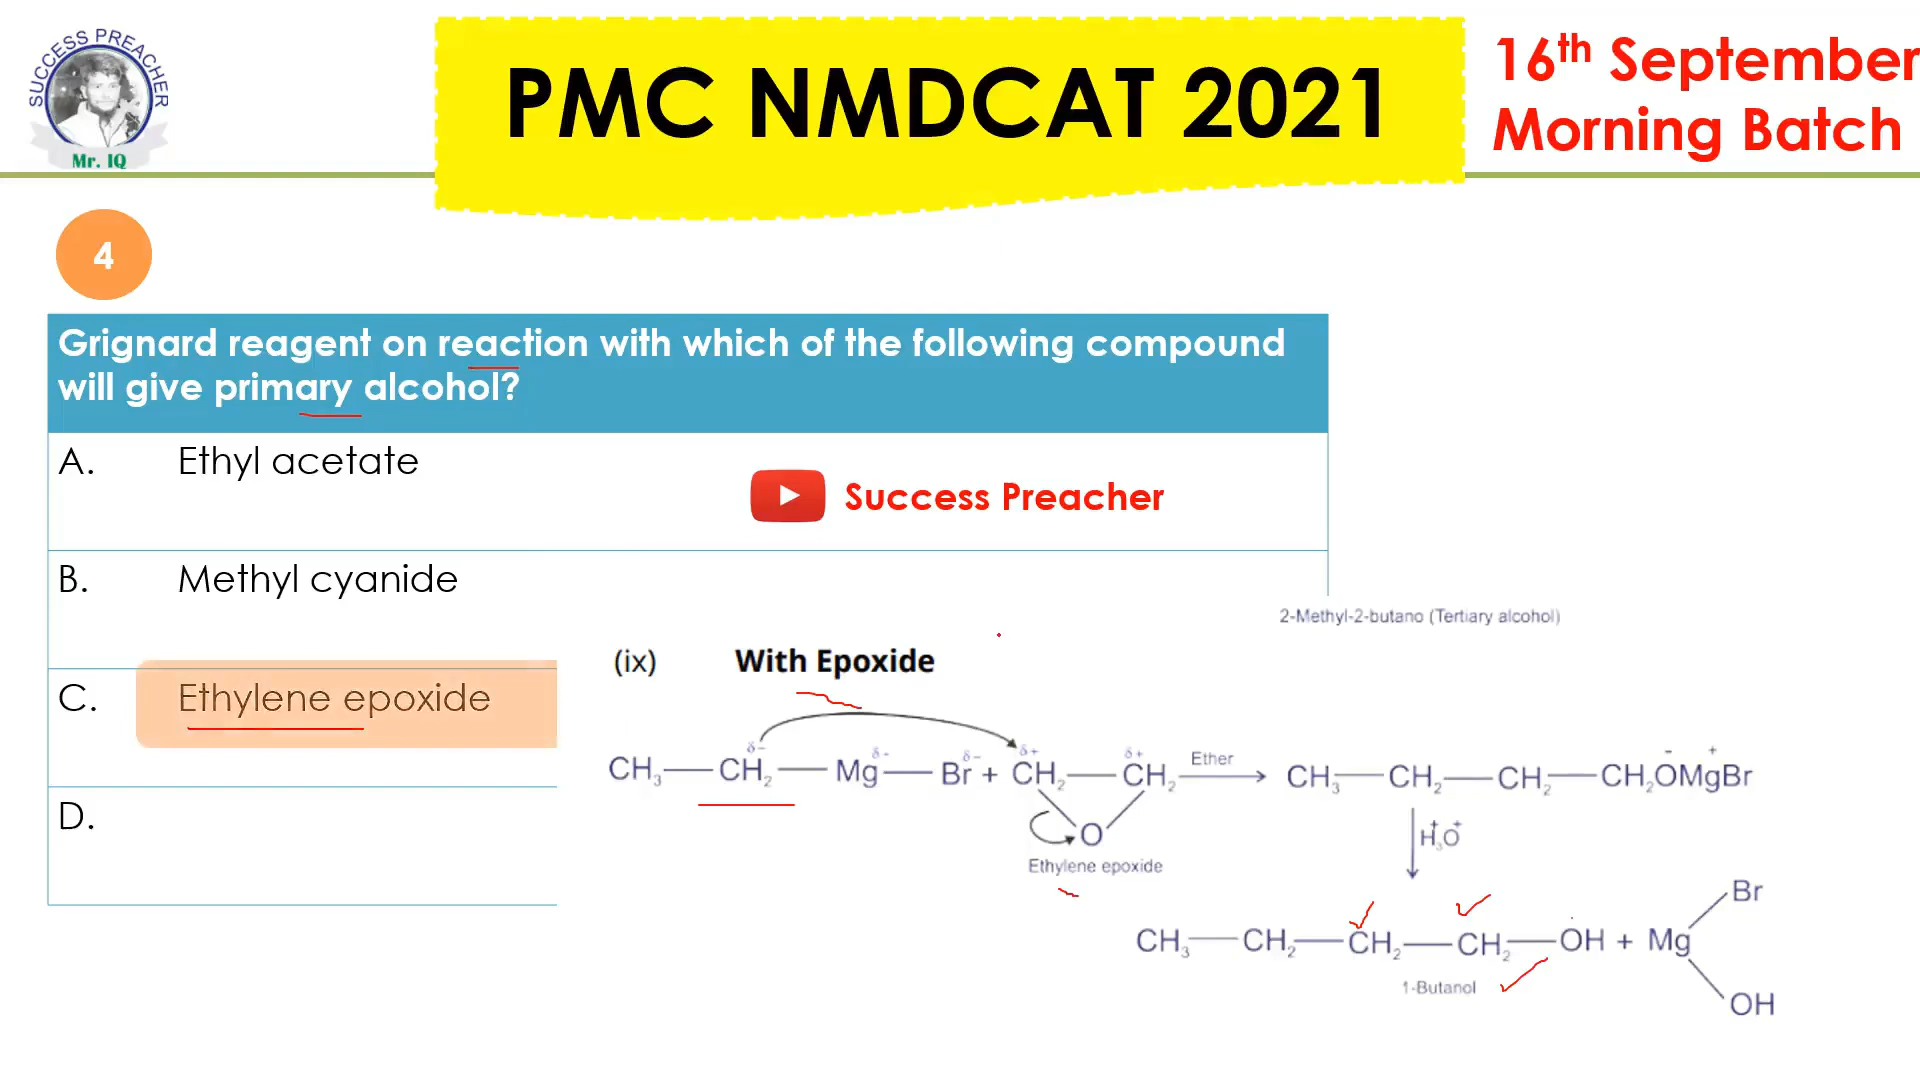 SUCCESS PREACHER
Mr. IQ
PMC NMDCAT 2021
16th September
Morning Batch
4
Grignard reagent on reaction with which of the following compound
will give primary alcohol?
A. Ethyl acetate
Success Preacher
B. Methyl cyanide
2-Methyl-2-butano (Tertiary alcohol)
(ix) With Epoxide
C. Ethylene epoxide
CH₃—CH₂—Mg—Br + CH₂—CH₂ Ether CH₃—CH₂—CH₂—CH₂OMgBr
δ- δ- δ- δ+ δ+ - +
O
H₃O
+ +
Ethylene epoxide
D.
Br
CH₃—CH₂—CH₂—CH₂—OH + Mg
1-Butanol
OH